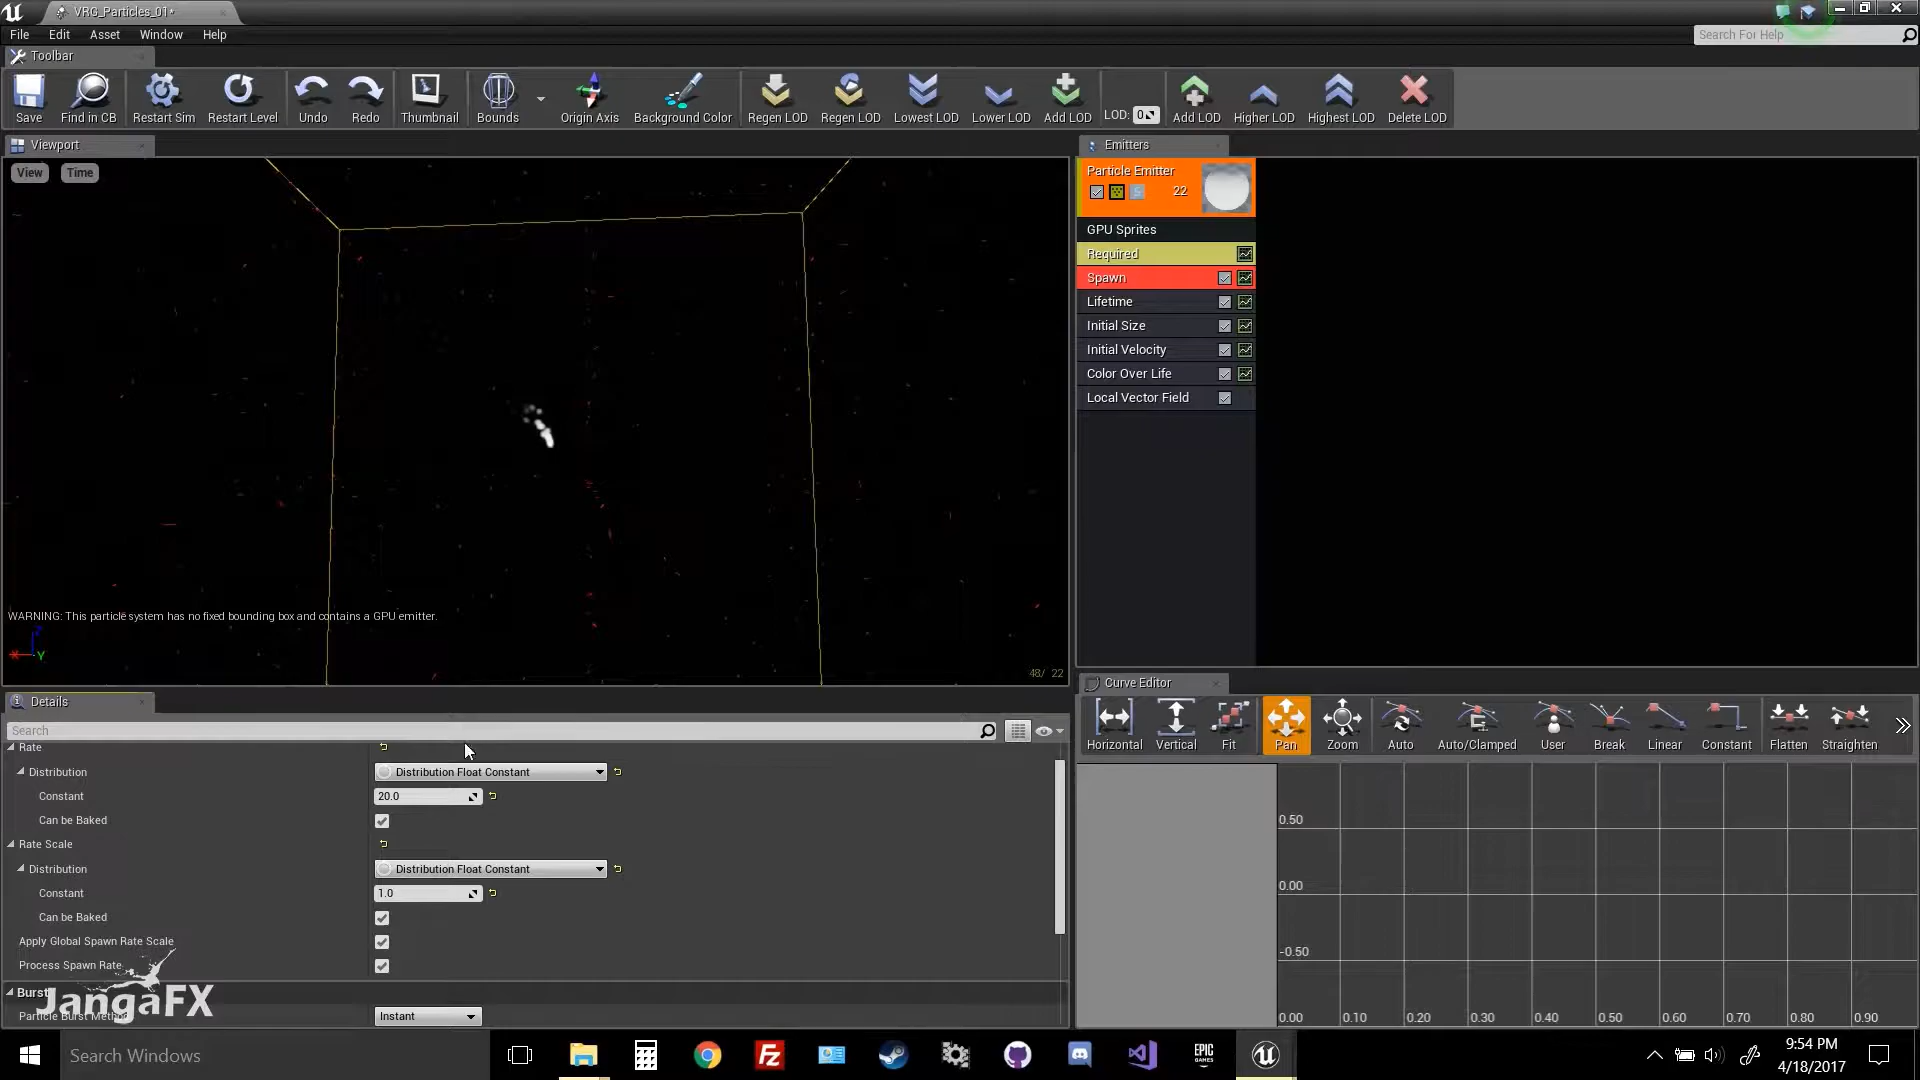 VRG_Particles_01*
File Edit Asset Window Help
Search For Help
Toolbar
Save Find in CB Restart Sim Restart Level Undo Redo Thumbnail Bounds Origin Axis Background Color Regen LOD Regen LOD Lowest LOD Lower LOD Add LOD LOD: 0 Add LOD Higher LOD Highest LOD Delete LOD
Viewport
View Time
WARNING: This particle system has no fixed bounding box and contains a GPU emitter.
X Y Z
48/ 22
Emitters
Particle Emitter
S 22
GPU Sprites
Required
Spawn
Lifetime
Initial Size
Initial Velocity
Color Over Life
Local Vector Field
Details
Search
Rate
Distribution Distribution Float Constant
Constant 20.0
Can be Baked
Rate Scale
Distribution Distribution Float Constant
Constant 1.0
Can be Baked
Apply Global Spawn Rate Scale
Process Spawn Rate
Burst
Particle Burst Method Instant
JangaFX
Curve Editor
Horizontal Vertical Fit Pan Zoom Auto Auto/Clamped User Break Linear Constant Flatten Straighten
0.50
0.00
-0.50
0.00 0.10 0.20 0.30 0.40 0.50 0.60 0.70 0.80 0.90
Search Windows
EPIC GAMES
9:54 PM
4/18/2017